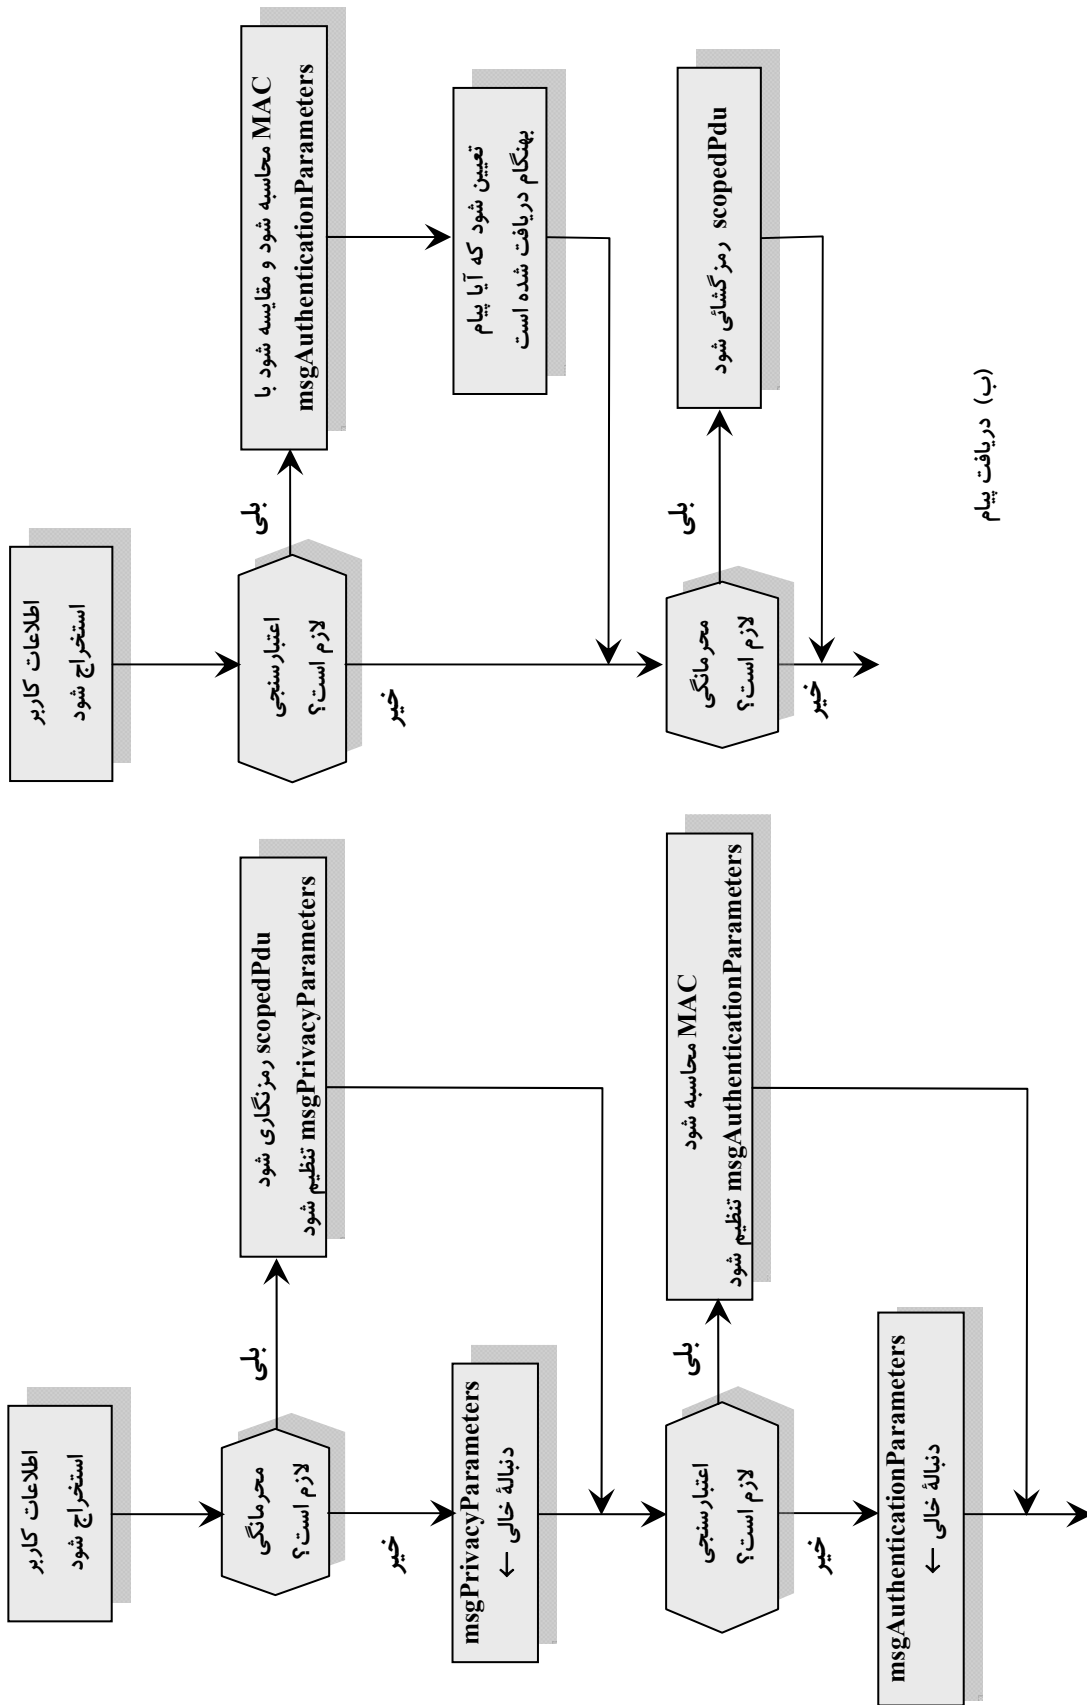 اطلاعات کاربر
استخراج شود
محرمانگی
لازم است؟
بلی
scopedPdu رمزنگاری شود
msgPrivacyParameters تنظیم شود
خیر
msgPrivacyParameters
← دنبالۀ خالی
اعتبارسنجی
لازم است؟
بلی
MAC محاسبه شود
msgAuthenticationParameters تنظیم شود
خیر
msgAuthenticationParameters
← دنبالۀ خالی
اطلاعات کاربر
استخراج شود
اعتبارسنجی
لازم است؟
بلی
MAC محاسبه شود و مقایسه شود با
msgAuthenticationParameters
خیر
تعیین شود که آیا پیام
بهنگام دریافت شده است
محرمانگی
لازم است؟
بلی
scopedPdu رمزگشائی شود
خیر
(ب) دریافت پیام